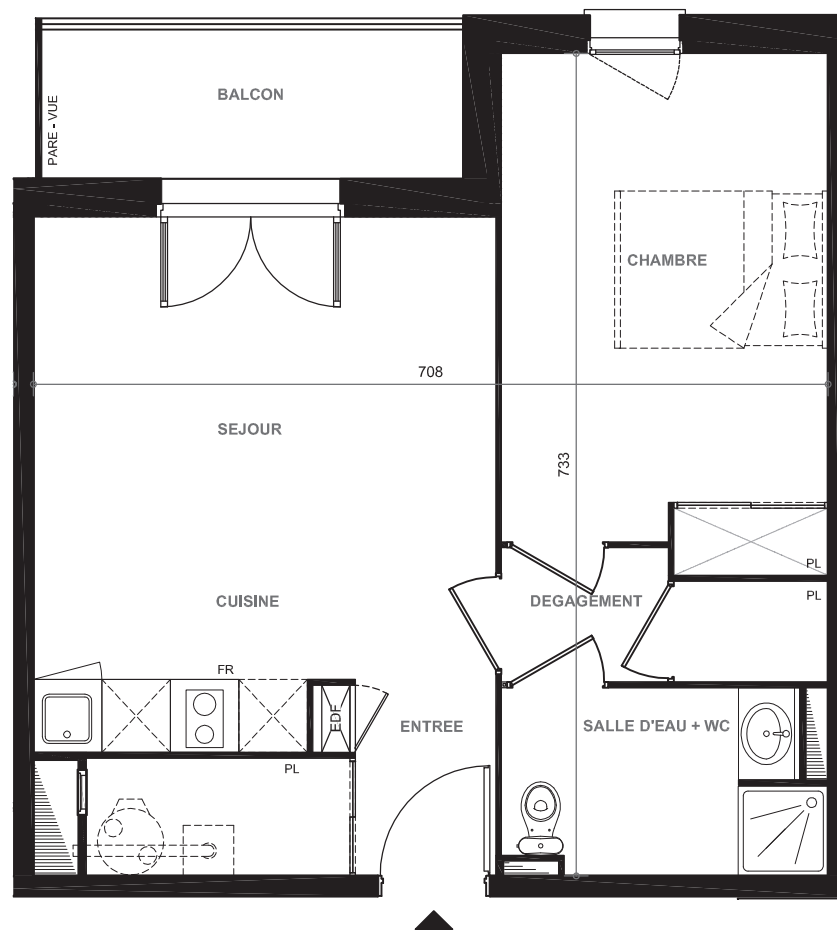 BALCON
PARE - VUE
CHAMBRE
708
SEJOUR
733
PL
CUISINE
DEGAGEMENT
PL
FR
EDF
ENTREE
SALLE D'EAU + WC
PL